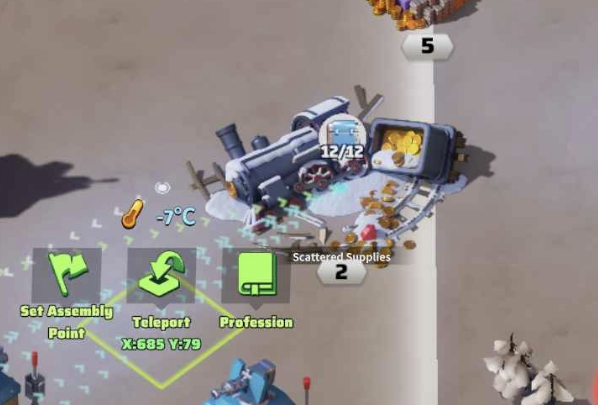 5
12/12
-7°C
Scattered Supplies
2
Set Assembly
Point
Teleport
X:685 Y:79
Profession